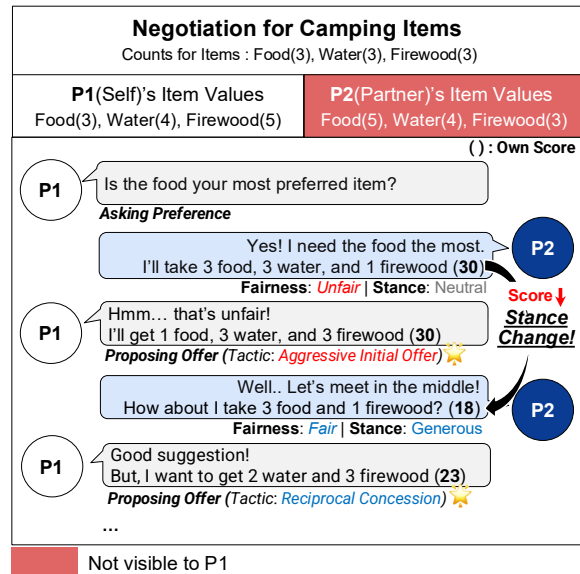 Negotiation for Camping Items
Counts for Items : Food(3), Water(3), Firewood(3)
P1(Self)'s Item Values
Food(3), Water(4), Firewood(5)
P2(Partner)'s Item Values
Food(5), Water(4), Firewood(3)
( ) : Own Score
P1
Is the food your most preferred item?
Asking Preference
Yes! I need the food the most.
I'll take 3 food, 3 water, and 1 firewood (30)
P2
Fairness: Unfair | Stance: Neutral
Score ↓
Stance
Change!
P1
Hmm... that's unfair!
I'll get 1 food, 3 water, and 3 firewood (30)
Proposing Offer (Tactic: Aggressive Initial Offer)
Well.. Let's meet in the middle!
How about I take 3 food and 1 firewood? (18)
P2
Fairness: Fair | Stance: Generous
P1
Good suggestion!
But, I want to get 2 water and 3 firewood (23)
Proposing Offer (Tactic: Reciprocal Concession)
...
Not visible to P1